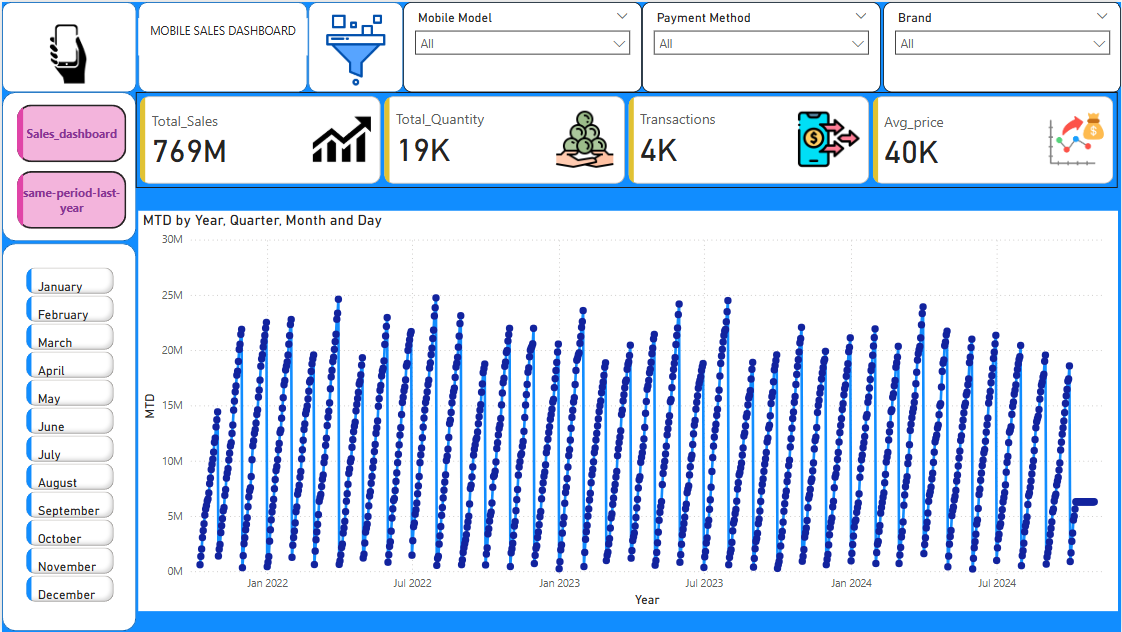 MOBILE SALES DASHBOARD
Mobile Model
All
Payment Method
All
Brand
All
Sales_dashboard
same-period-last-
year
Total_Sales
769M
Total_Quantity
19K
Transactions
4K
Avg_price
40K
January
February
March
April
May
June
July
August
September
October
November
December
MTD by Year, Quarter, Month and Day
MTD
30M
25M
20M
15M
10M
5M
0M
Jan 2022
Jul 2022
Jan 2023
Jul 2023
Jan 2024
Jul 2024
Year